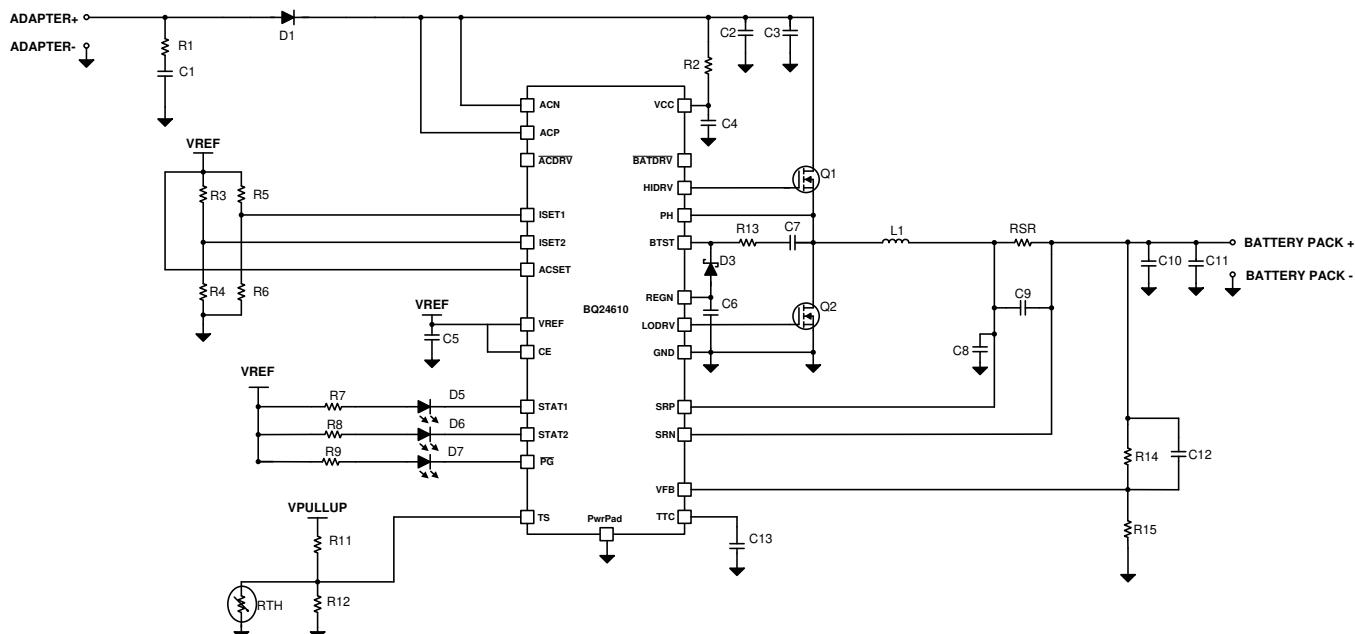 ADAPTER+
D1
ADAPTER-
R1
C1
R2
C2
C3
C4
ACN
VCC
ACP
ACDRV
BATDRV
HIDRV
Q1
VREF
R3
R5
ISET1
PH
ISET2
BTST
R13
C7
L1
RSR
BATTERY PACK +
ACSET
D3
C10
C11
BATTERY PACK -
R4
R6
REGN
C6
C9
BQ24610
Q2
VREF
VREF
LODRV
C5
CE
GND
C8
VREF
R7
D5
STAT1
SRP
R8
D6
STAT2
SRN
R9
D7
PG
R14
C12
VFB
VPULLUP
TS
PwrPad
TTC
R15
R11
C13
RTH
R12